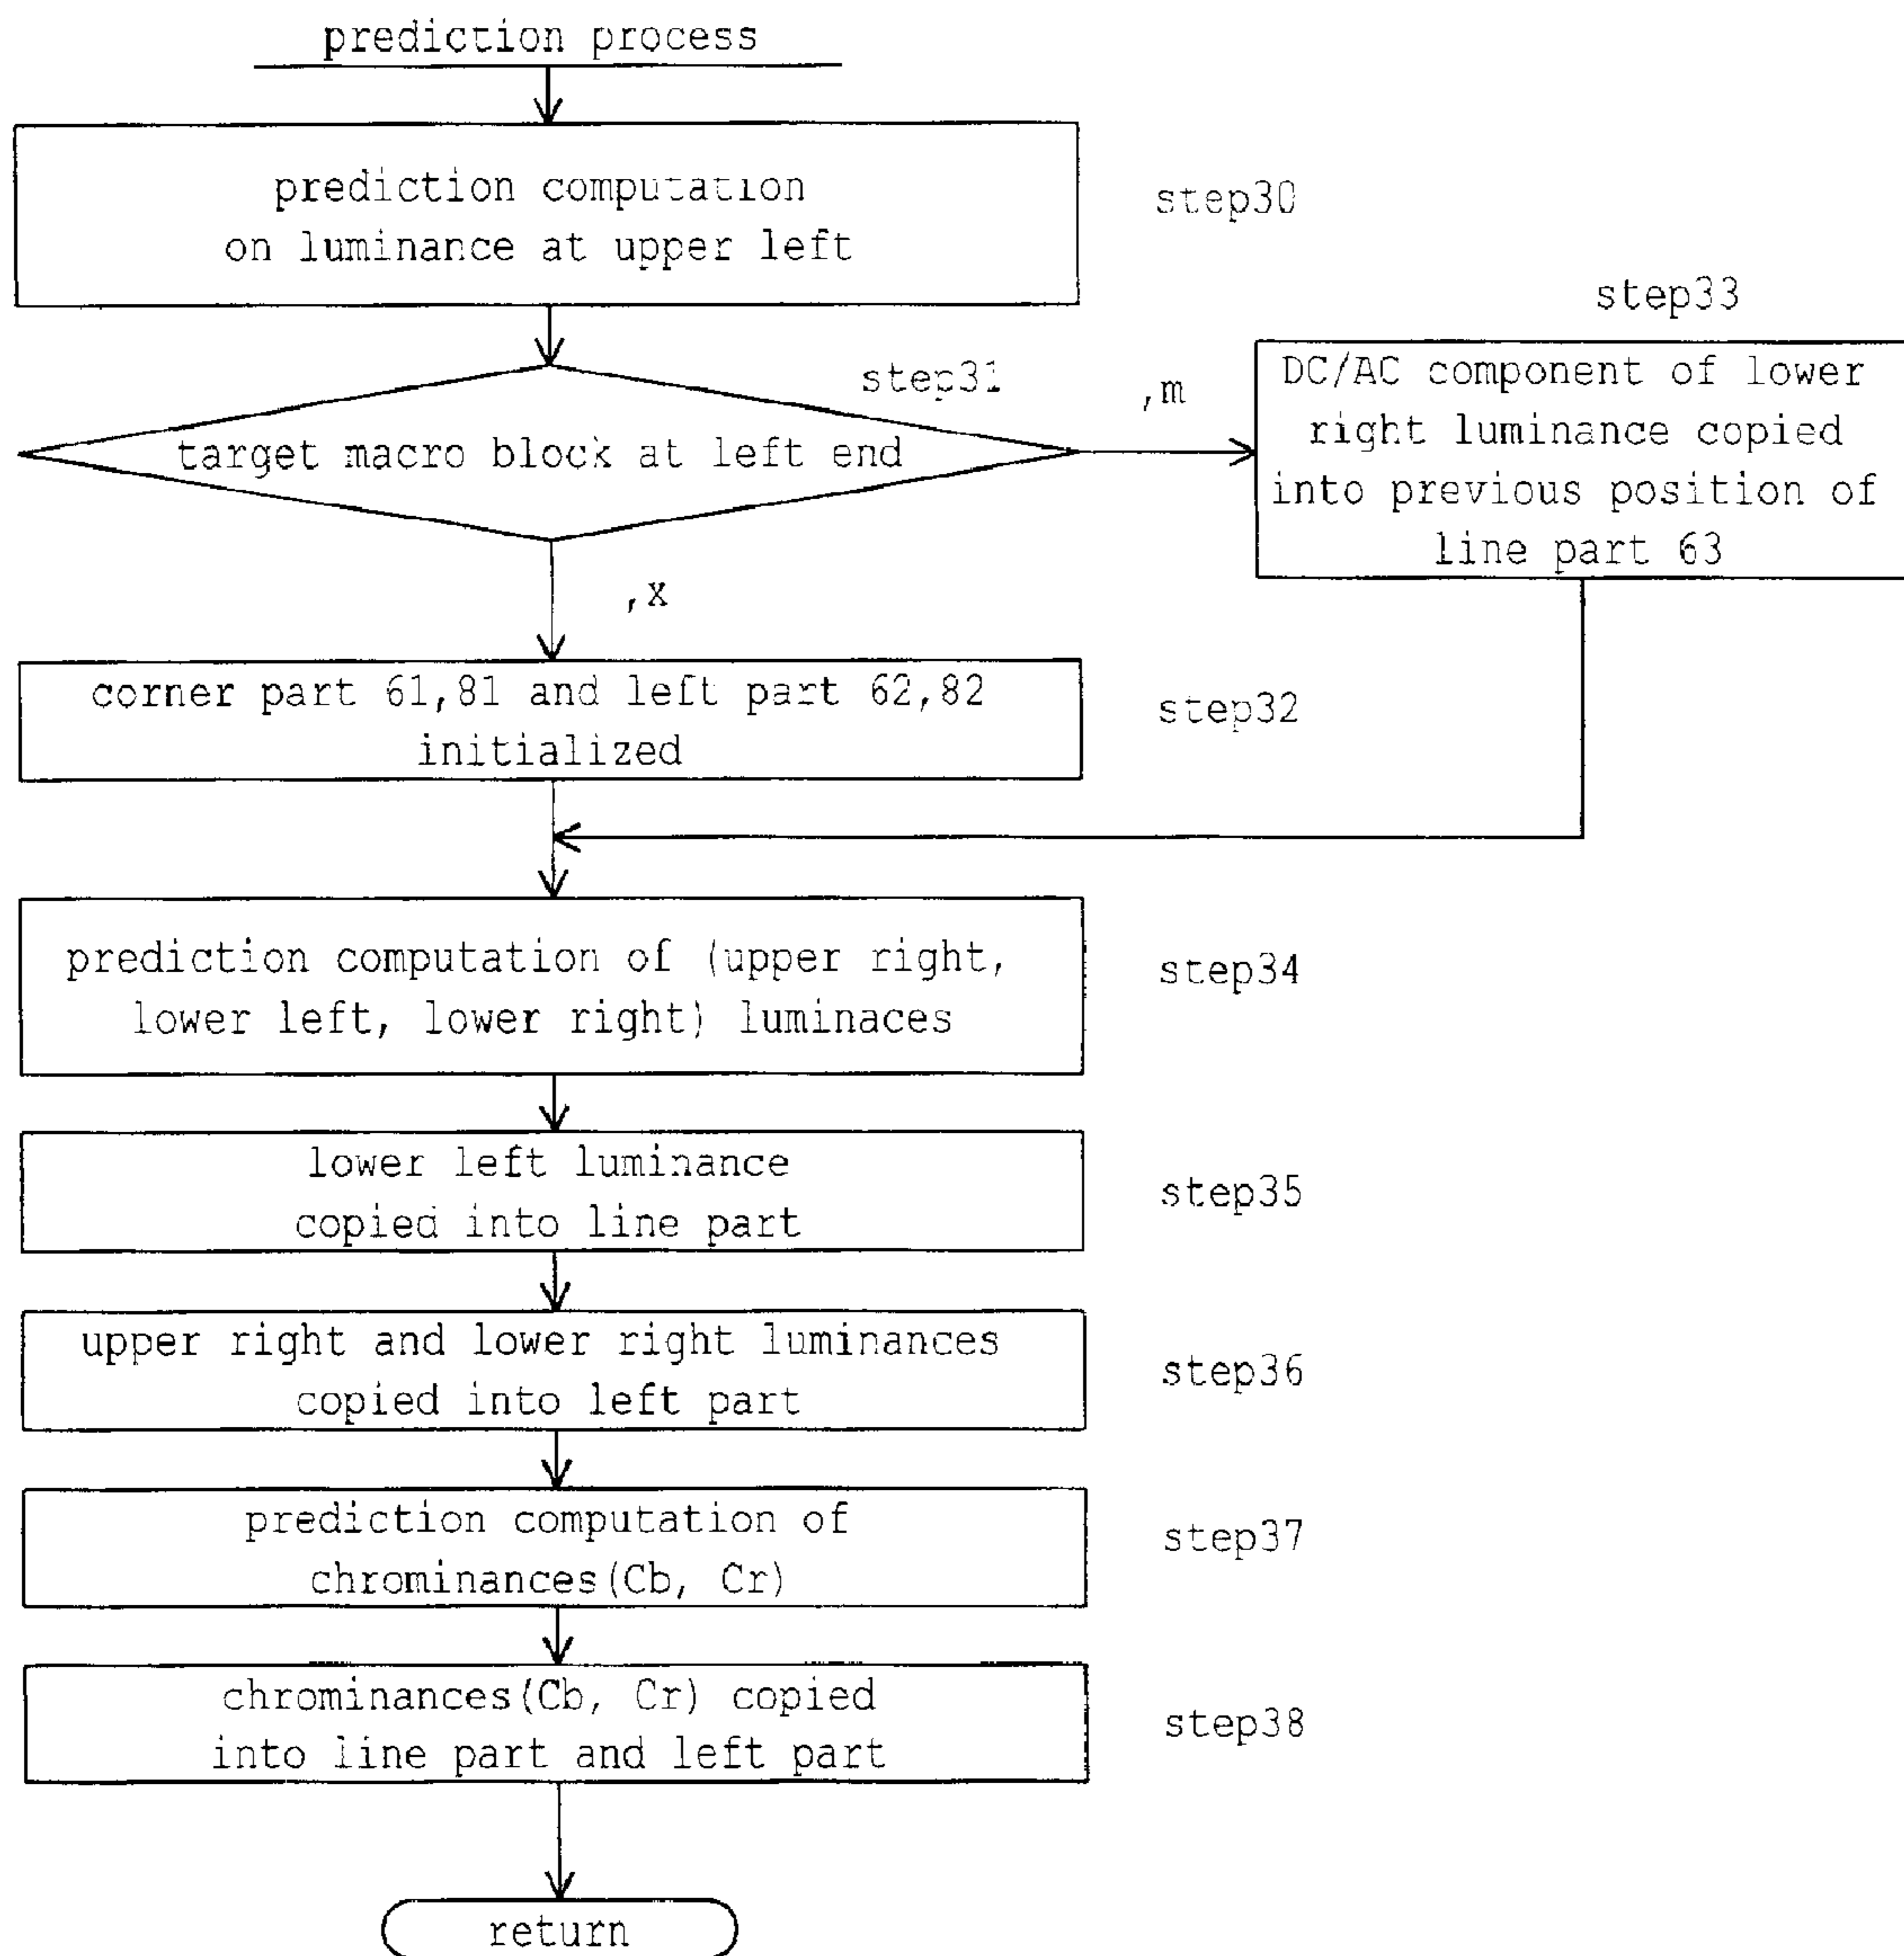 prediction process
prediction computation
on luminance at upper left
step30
step33
step31
target macro block at left end
,m
DC/AC component of lower
right luminance copied
into previous position of
line part 63
,x
corner part 61,81 and left part 62,82
initialized
step32
prediction computation of (upper right,
lower left, lower right) luminaces
step34
lower left luminance
copied into line part
step35
upper right and lower right luminances
copied into left part
step36
prediction computation of
chrominances(Cb, Cr)
step37
chrominances(Cb, Cr) copied
into line part and left part
step38
return